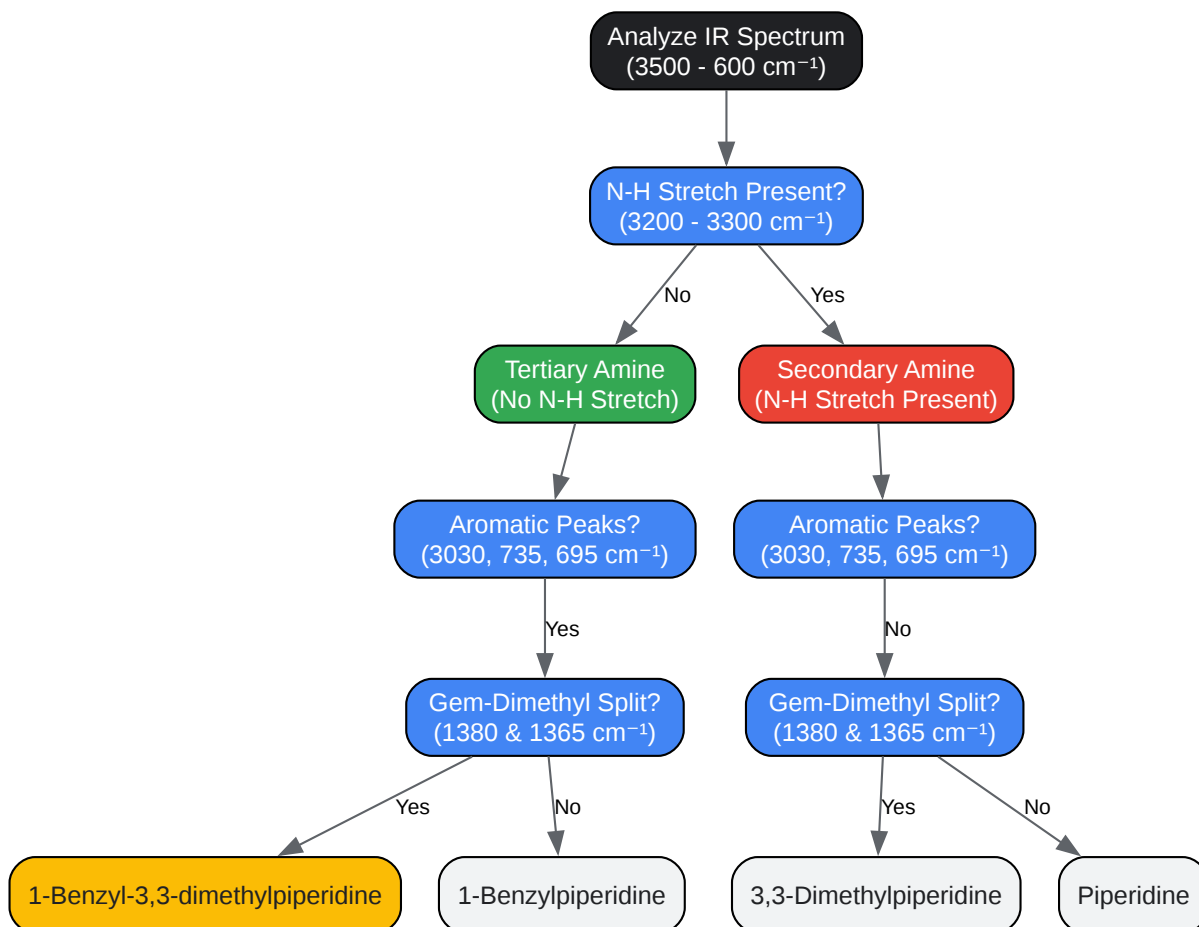 Analyze IR Spectrum
(3500 - 600 cm⁻¹)
N-H Stretch Present?
(3200 - 3300 cm⁻¹)
No
Yes
Tertiary Amine
(No N-H Stretch)
Secondary Amine
(N-H Stretch Present)
Aromatic Peaks?
(3030, 735, 695 cm⁻¹)
Aromatic Peaks?
(3030, 735, 695 cm⁻¹)
Yes
No
Gem-Dimethyl Split?
(1380 & 1365 cm⁻¹)
Gem-Dimethyl Split?
(1380 & 1365 cm⁻¹)
Yes
No
Yes
No
1-Benzyl-3,3-dimethylpiperidine
1-Benzylpiperidine
3,3-Dimethylpiperidine
Piperidine